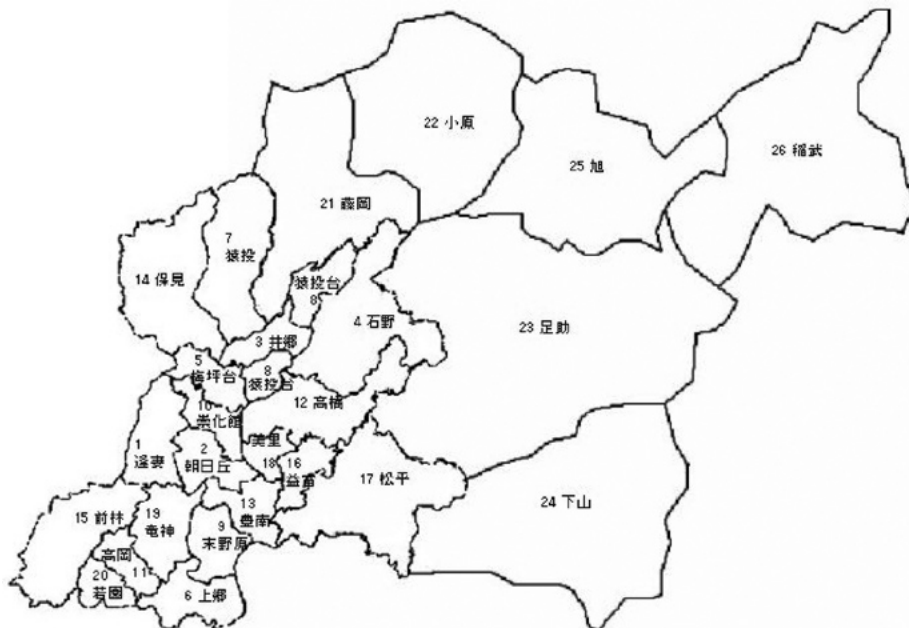 22 小原
25 旭
26 稲武
21 藤岡
7
猿投
14 保見
猿投台
8
4 石野
23 足助
3 井郷
5
梅坪台
8
猿投台
12 高橋
10
崇化館
美里
18
16
益富
1
逢妻
2
朝日丘
17 松平
24 下山
13
豊南
15 前林
19
竜神
9
末野原
高岡
11
20
若園
6 上郷